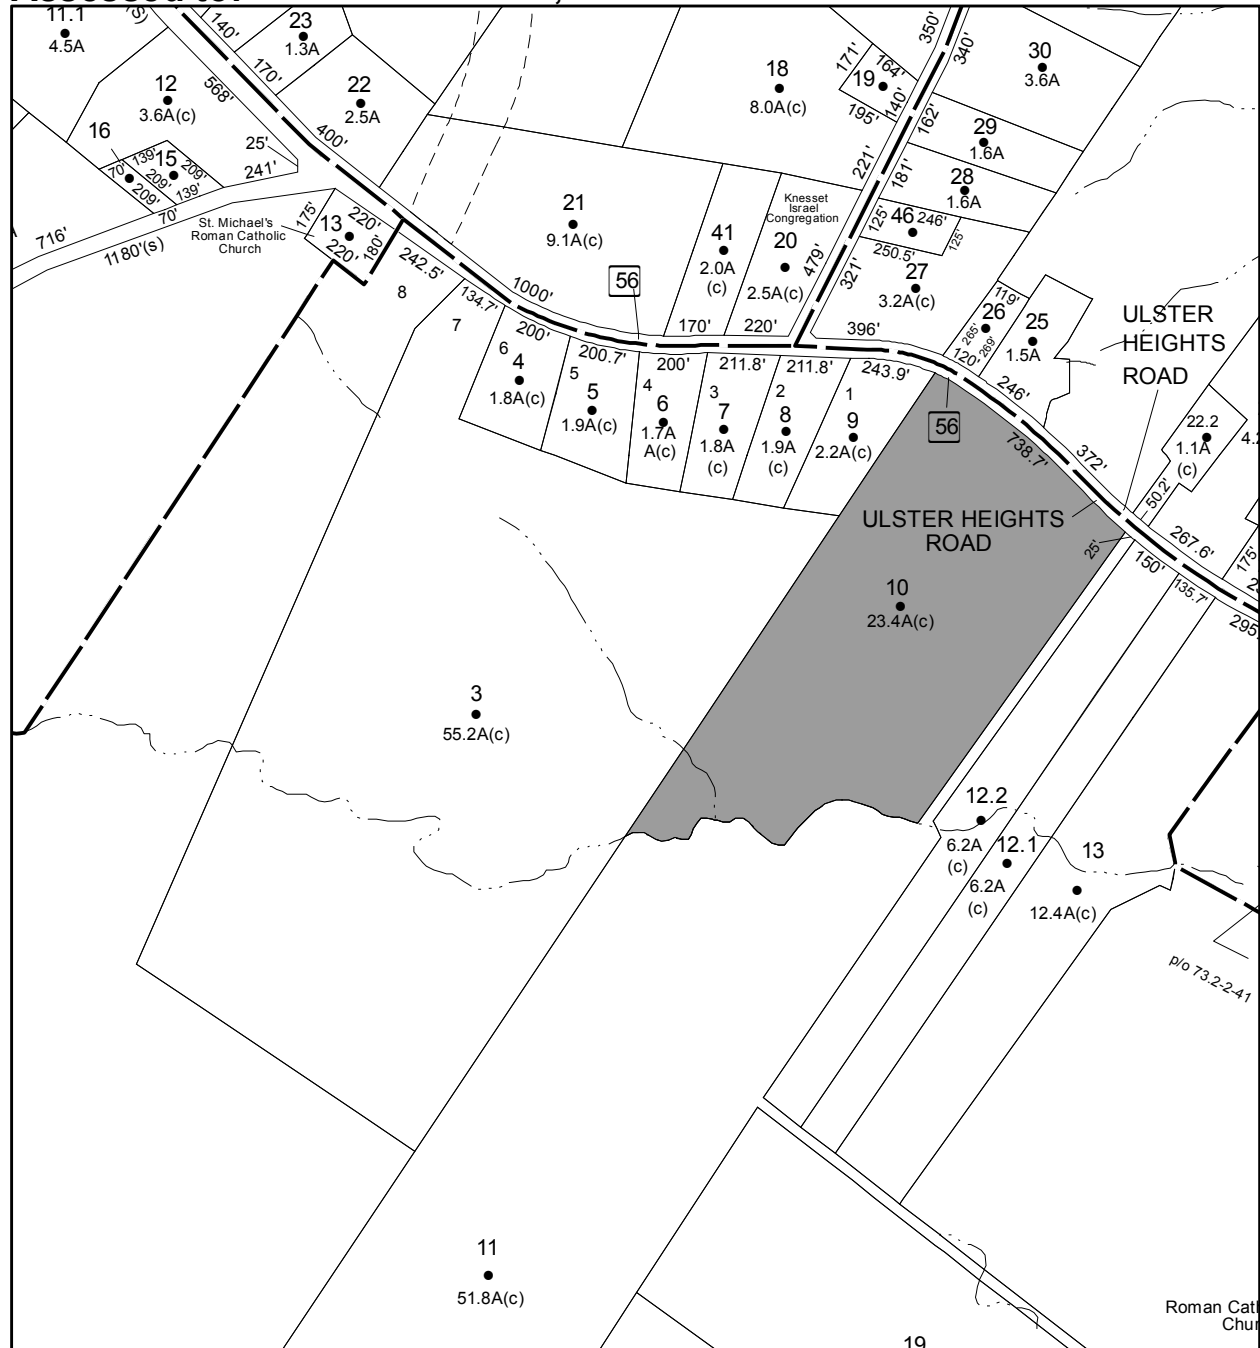 11.1
4.5A
140'
23
1.3A
170'
568'
12
3.6A(c)
22
2.5A
400'
16
139'
15
209'
70'
209'
209'
139'
25'
241'
70'
716'
1180'(s)
St. Michael's
Roman Catholic
Church
175'
13
220'
220'
180'
242.5'
8
134.7'
7
18
8.0A(c)
171'
164'
19
195'
140'
350'
340'
162'
30
3.6A
29
1.6A
28
1.6A
221'
181'
21
9.1A(c)
1000'
56
41
2.0A
(c)
170'
Knesset
Israel
Congregation
20
2.5A(c)
220'
479'
321'
125'
46
246'
125'
250.5'
27
3.2A(c)
396'
119'
26
265'
269'
120'
25
1.5A
246'
ULSTER
HEIGHTS
ROAD
200'
6
4
1.8A(c)
200.7'
5
5
1.9A(c)
200'
4
6
1.7A
A(c)
211.8'
3
7
1.8A
(c)
211.8'
2
8
1.9A
(c)
243.9'
1
9
2.2A(c)
56
738.7'
372'
22.2
1.1A
(c)
50.2'
267.6'
175'
ULSTER HEIGHTS
ROAD
25'
150'
135.7'
295.
10
23.4A(c)
3
55.2A(c)
12.2
6.2A
(c)
12.1
6.2A
(c)
13
12.4A(c)
p/o 73.2-2-41
11
51.8A(c)
19
Roman Cath
Chur